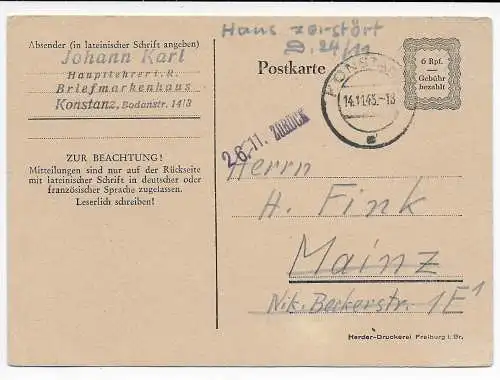 Absender (in lateinischer Schrift angeben)
Johann Karl
Hauptlehrer i.R.
Briefmarkenhaus
Konstanz, Bodanstr. 14/3
ZUR BEACHTUNG!
Mitteilungen sind nur auf der Rückseite
mit lateinischer Schrift in deutscher oder
französischer Sprache zugelassen.
Leserlich schreiben!
Haus zerstört
D. 24/11
Postkarte
6 Rpf.
Gebühr
bezahlt
KONSTANZ
14.11.45.-18
a
26.11. ZURÜCK
Herrn
H. Fink
Mainz
Nik. Beckerstr. 1E¹
Herder-Druckerei Freiburg i. Br.